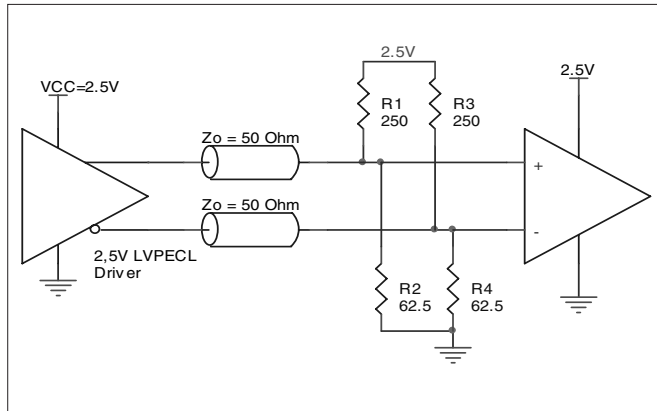 2.5V
VCC=2.5V
2.5V
R1
250
R3
250
Zo = 50 Ohm
+
Zo = 50 Ohm
-
2,5V LVPECL
Driver
R2
62.5
R4
62.5